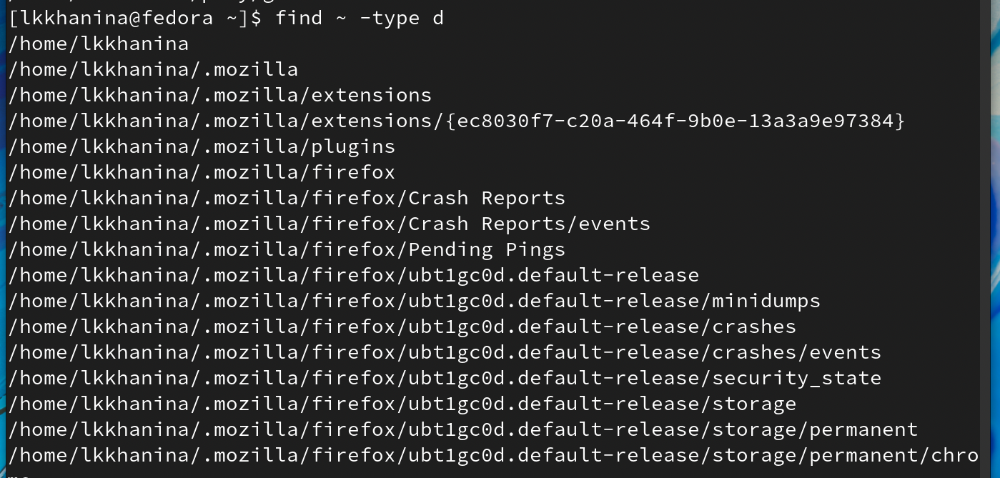 [lkkhanina@fedora ~]$ find ~ -type d
/home/lkkhanina
/home/lkkhanina/.mozilla
/home/lkkhanina/.mozilla/extensions
/home/lkkhanina/.mozilla/extensions/{ec8030f7-c20a-464f-9b0e-13a3a9e97384}
/home/lkkhanina/.mozilla/plugins
/home/lkkhanina/.mozilla/firefox
/home/lkkhanina/.mozilla/firefox/Crash Reports
/home/lkkhanina/.mozilla/firefox/Crash Reports/events
/home/lkkhanina/.mozilla/firefox/Pending Pings
/home/lkkhanina/.mozilla/firefox/ubt1gc0d.default-release
/home/lkkhanina/.mozilla/firefox/ubt1gc0d.default-release/minidumps
/home/lkkhanina/.mozilla/firefox/ubt1gc0d.default-release/crashes
/home/lkkhanina/.mozilla/firefox/ubt1gc0d.default-release/crashes/events
/home/lkkhanina/.mozilla/firefox/ubt1gc0d.default-release/security_state
/home/lkkhanina/.mozilla/firefox/ubt1gc0d.default-release/storage
/home/lkkhanina/.mozilla/firefox/ubt1gc0d.default-release/storage/permanent
/home/lkkhanina/.mozilla/firefox/ubt1gc0d.default-release/storage/permanent/chro